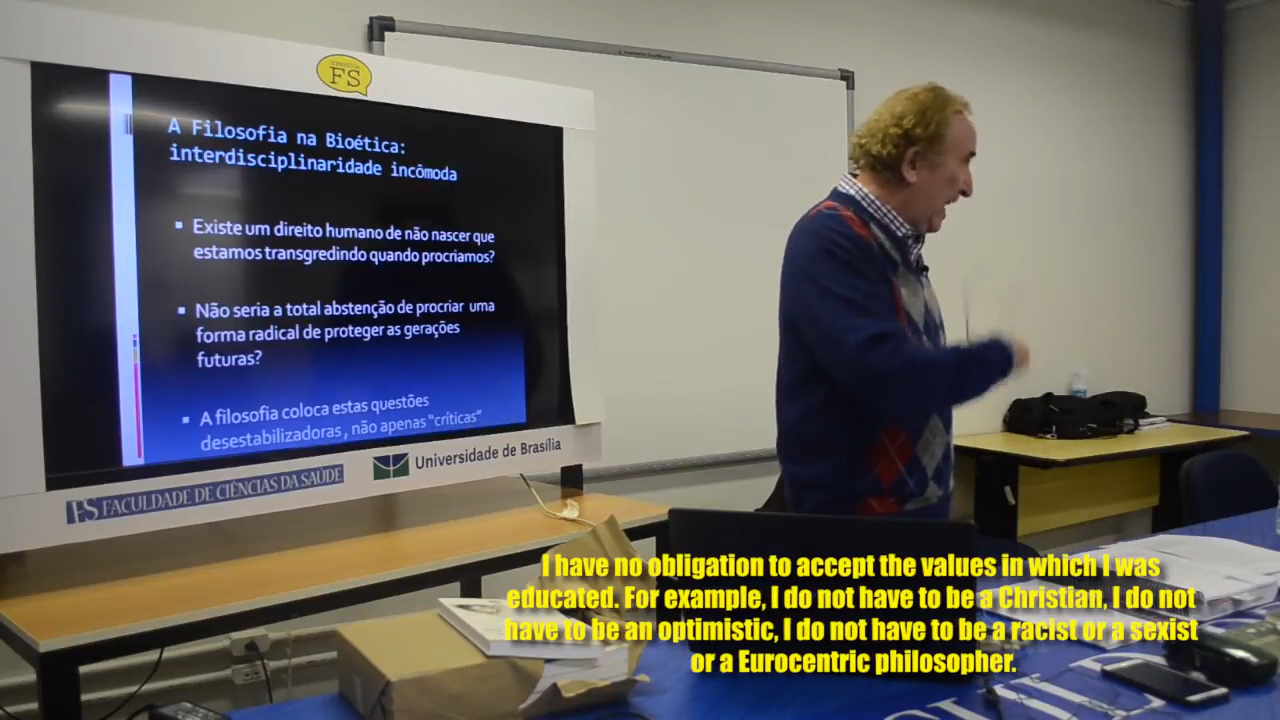 FS
A Filosofia na Bioética:
interdisciplinaridade incômoda
Existe um direito humano de não nascer que
estamos transgredindo quando procriamos?
Não seria a total abstenção de procriar uma
forma radical de proteger as gerações
futuras?
A filosofia coloca estas questões
desestabilizadoras, não apenas "críticas"
FS FACULDADE DE CIÊNCIAS DA SAÚDE
Universidade de Brasília
I have no obligation to accept the values in which I was
educated. For example, I do not have to be a Christian, I do not
have to be an optimistic, I do not have to be a racist or a sexist
or a Eurocentric philosopher.